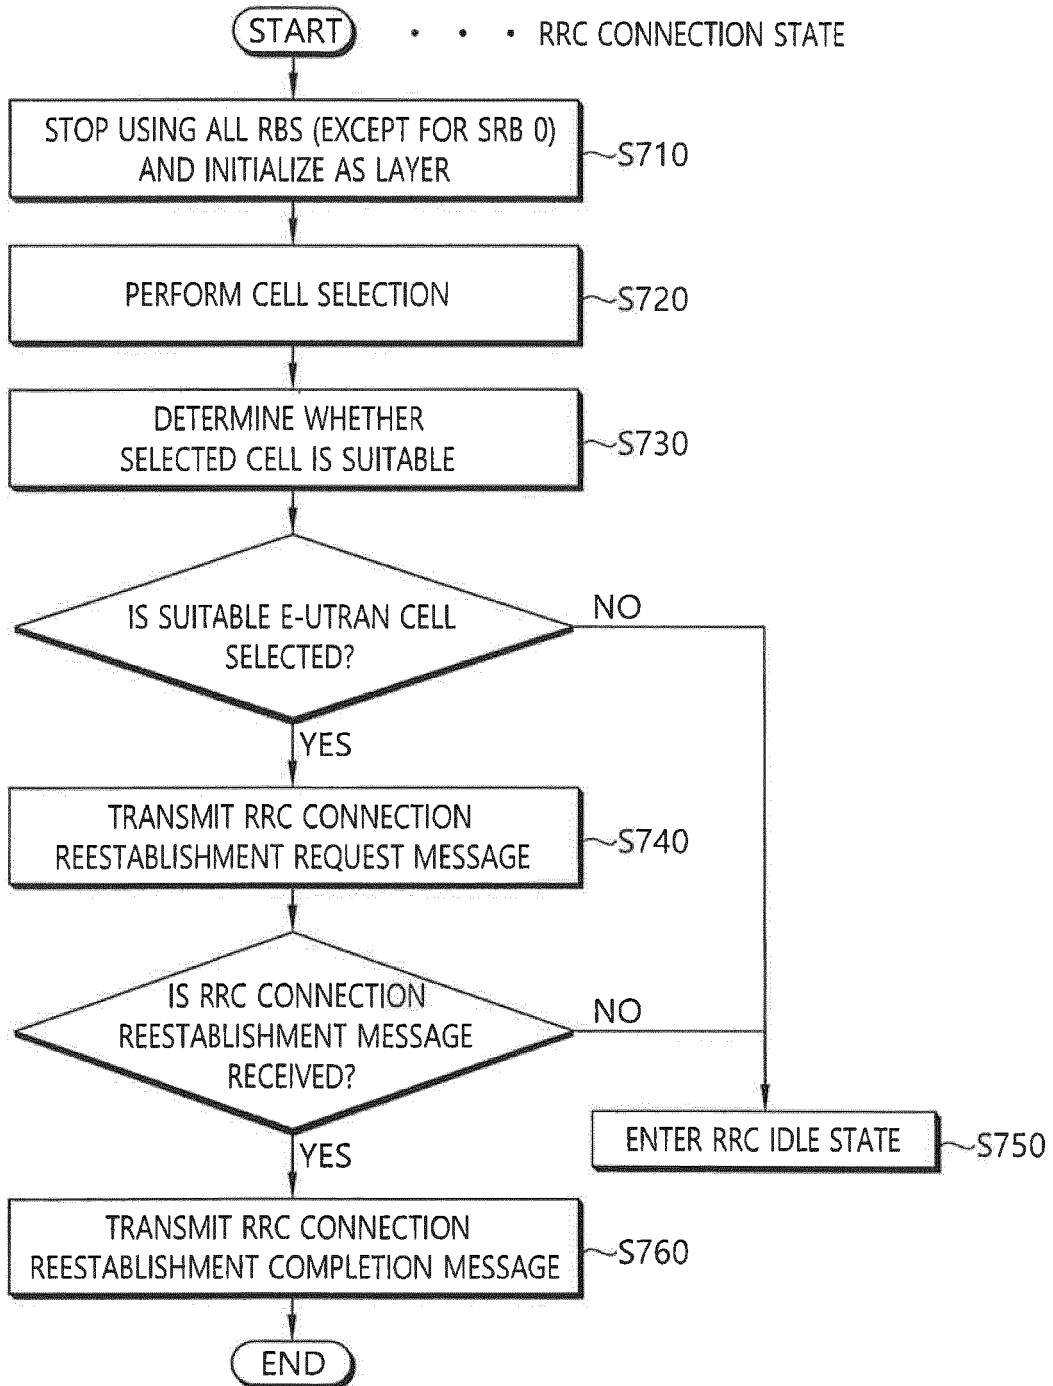 START · · · RRC CONNECTION STATE
STOP USING ALL RBS (EXCEPT FOR SRB 0)
AND INITIALIZE AS LAYER
S710
PERFORM CELL SELECTION
S720
DETERMINE WHETHER
SELECTED CELL IS SUITABLE
S730
IS SUITABLE E-UTRAN CELL
SELECTED?
NO
YES
TRANSMIT RRC CONNECTION
REESTABLISHMENT REQUEST MESSAGE
S740
IS RRC CONNECTION
REESTABLISHMENT MESSAGE
RECEIVED?
NO
YES
ENTER RRC IDLE STATE
S750
TRANSMIT RRC CONNECTION
REESTABLISHMENT COMPLETION MESSAGE
S760
END